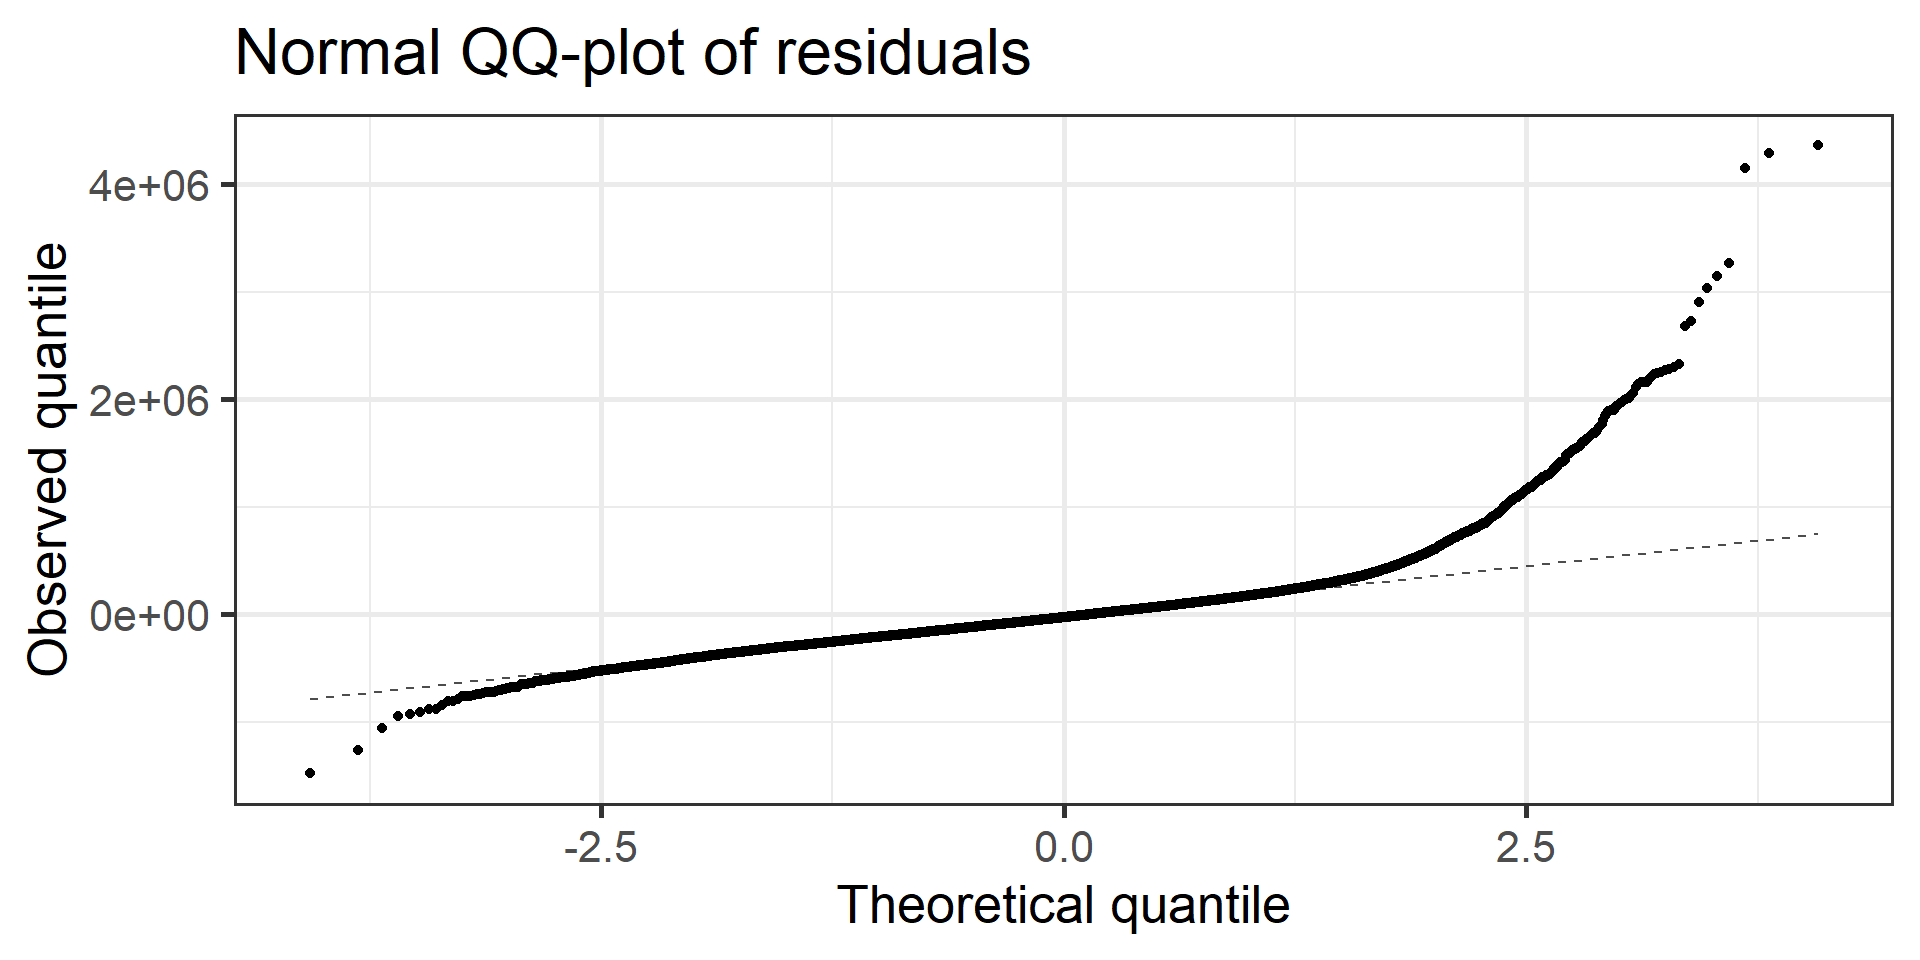 Normal QQ-plot of residuals
4e+06
2e+06
0e+00
Observed quantile
-2.5 0.0 2.5
Theoretical quantile